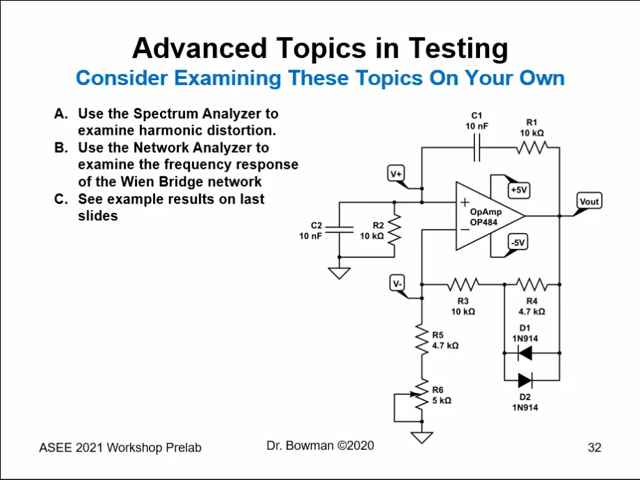 Advanced Topics in Testing
Consider Examining These Topics On Your Own
A. Use the Spectrum Analyzer to
examine harmonic distortion.
B. Use the Network Analyzer to
examine the frequency response
of the Wien Bridge network
C. See example results on last
slides
C1
10 nF
R1
10 kΩ
V+
+5V
+
OpAmp
OP484
−
Vout
C2
10 nF
R2
10 kΩ
-5V
V-
R3
10 kΩ
R4
4.7 kΩ
D1
1N914
R5
4.7 kΩ
R6
5 kΩ
D2
1N914
ASEE 2021 Workshop Prelab
Dr. Bowman ©2020
32